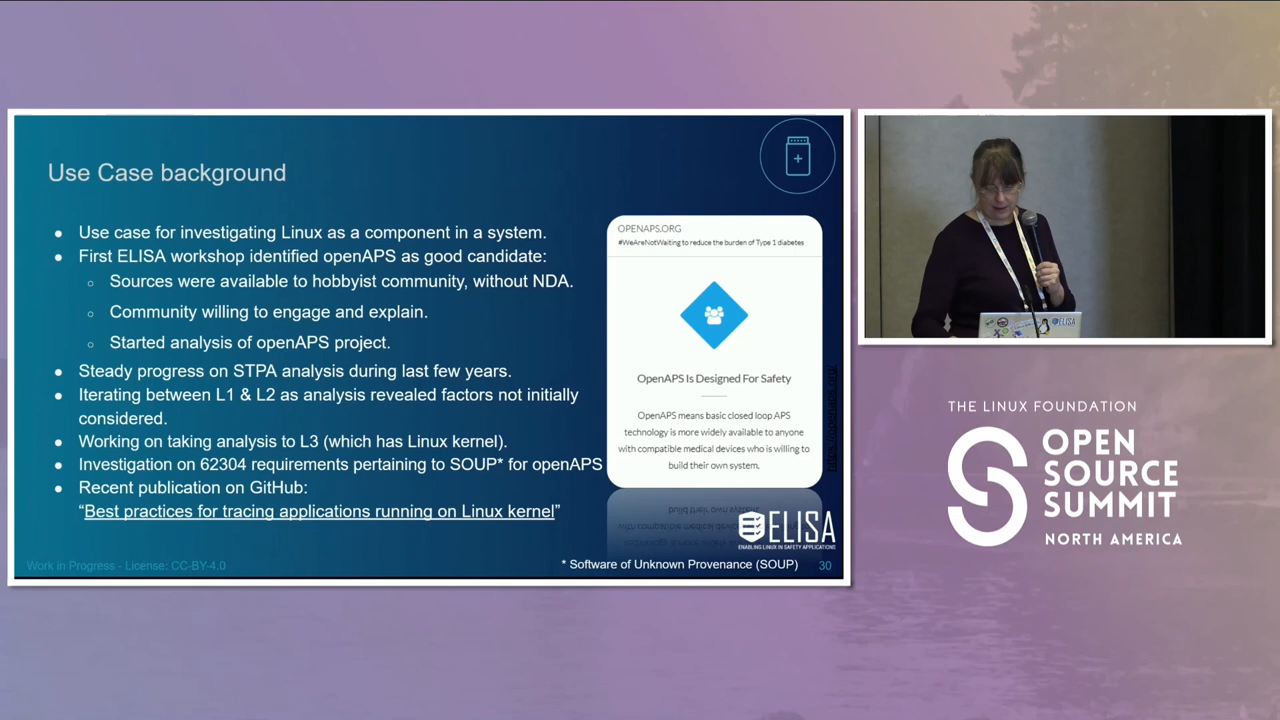 Use Case background
● Use case for investigating Linux as a component in a system.
● First ELISA workshop identified openAPS as good candidate:
○ Sources were available to hobbyist community, without NDA.
○ Community willing to engage and explain.
○ Started analysis of openAPS project.
● Steady progress on STPA analysis during last few years.
● Iterating between L1 & L2 as analysis revealed factors not initially
considered.
● Working on taking analysis to L3 (which has Linux kernel).
● Investigation on 62304 requirements pertaining to SOUP* for openAPS
● Recent publication on GitHub:
“Best practices for tracing applications running on Linux kernel”
OPENAPS.ORG
#WeAreNotWaiting to reduce the burden of Type 1 diabetes
OpenAPS Is Designed For Safety
OpenAPS means basic closed loop APS
technology is more widely available to anyone
with compatible medical devices who is willing to
build their own system.
ELISA
ENABLING LINUX IN SAFETY APPLICATIONS
Work in Progress - License: CC-BY-4.0
* Software of Unknown Provenance (SOUP)
30
ELISA
THE LINUX FOUNDATION
OPEN
SOURCE
SUMMIT
NORTH AMERICA